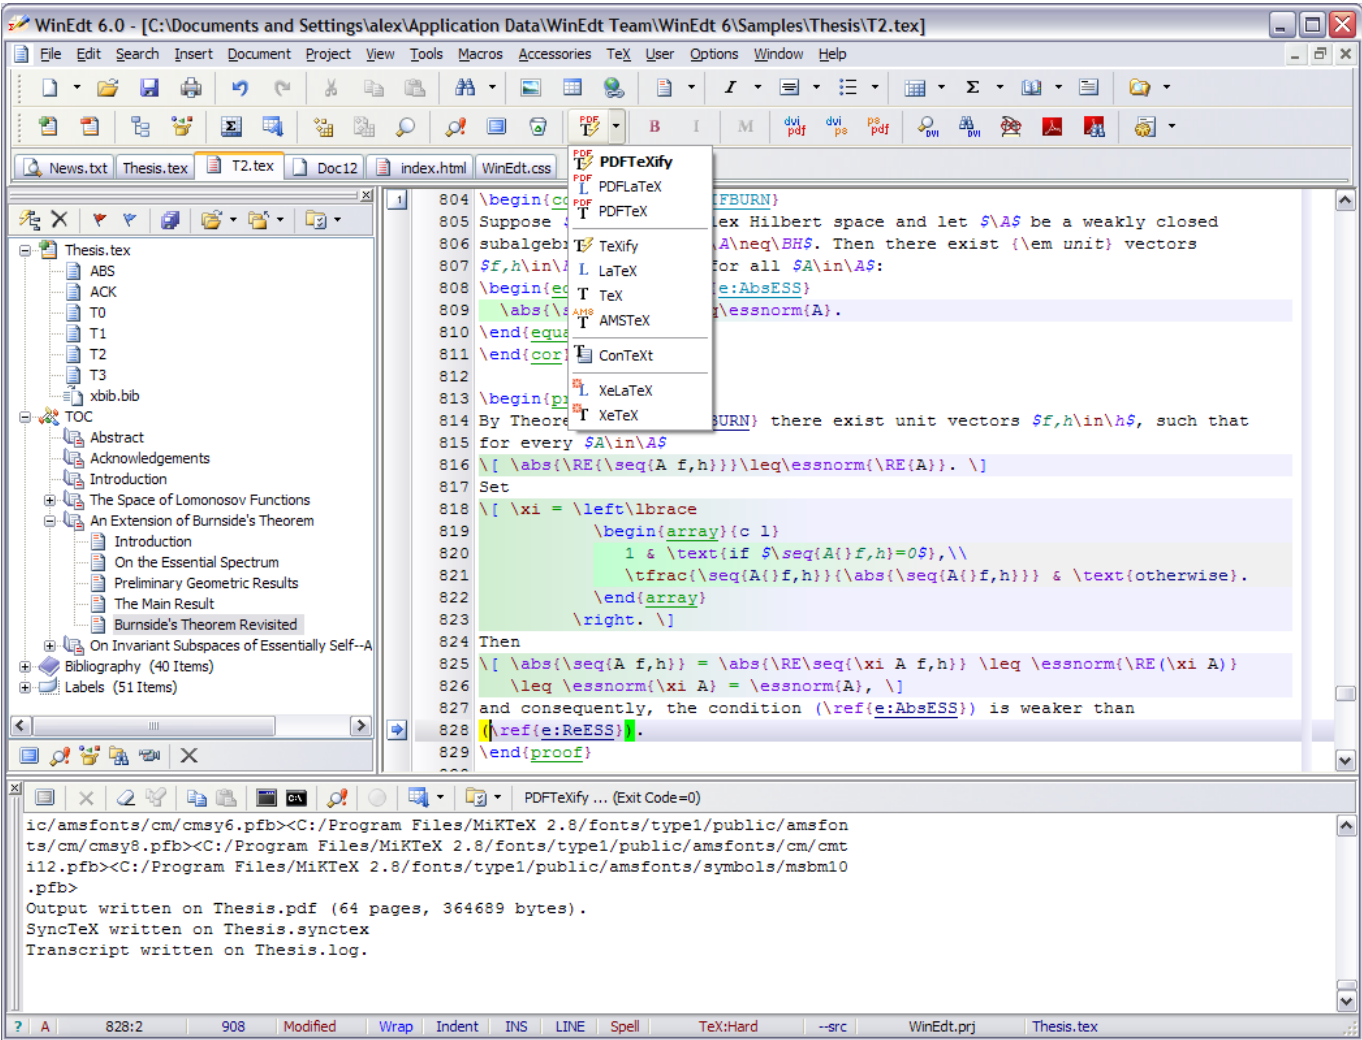 WinEdt 6.0 - [C:\Documents and Settings\alex\Application Data\WinEdt Team\WinEdt 6\Samples\Thesis\T2.tex]
File Edit Search Insert Document Project View Tools Macros Accessories TeX User Options Window Help
PDF B I M dvi pdf dvi ps ps pdf DVI DVI
News.txt Thesis.tex T2.tex Doc12 index.html WinEdt.css
PDFTeXify
PDFLaTeX
PDFTeX
TeXify
LaTeX
TeX
AMSTeX
ConTeXt
XeLaTeX
XeTeX
Thesis.tex
ABS
ACK
T0
T1
T2
T3
xbib.bib
TOC
Abstract
Acknowledgements
Introduction
The Space of Lomonosov Functions
An Extension of Burnside's Theorem
Introduction
On the Essential Spectrum
Preliminary Geometric Results
The Main Result
Burnside's Theorem Revisited
On Invariant Subspaces of Essentially Self--A
Bibliography (40 Items)
Labels (51 Items)
1
804 \begin{co FBURN}
805 Suppose $ lex Hilbert space and let $\A$ be a weakly closed
806 subalgebr \A\neq\BH$. Then there exist {\em unit} vectors
807 $f,h\in\ for all $A\in\A$:
808 \begin{eq e:AbsESS}
809 \abs{\s \essnorm{A}.
810 \end{equa
811 \end{cor}
812
813 \begin{pr
814 By Theore BURN} there exist unit vectors $f,h\in\h$, such that
815 for every $A\in\A$
816 \[ \abs{\RE{\seq{A f,h}}}\leq\essnorm{\RE{A}}. \]
817 Set
818 \[ \xi = \left\lbrace
819 \begin{array}{c l}
820 1 & \text{if $\seq{A{}f,h}=0$},\\
821 \tfrac{\seq{A{}f,h}}{\abs{\seq{A{}f,h}}} & \text{otherwise}.
822 \end{array}
823 \right. \]
824 Then
825 \[ \abs{\seq{A f,h}} = \abs{\RE\seq{\xi A f,h}} \leq \essnorm{\RE(\xi A)}
826 \leq \essnorm{\xi A} = \essnorm{A}, \]
827 and consequently, the condition (\ref{e:AbsESS}) is weaker than
828 (\ref{e:ReESS}).
829 \end{proof}
PDFTeXify ... (Exit Code=0)
ic/amsfonts/cm/cmsy6.pfb><C:/Program Files/MiKTeX 2.8/fonts/type1/public/amsfon
ts/cm/cmsy8.pfb><C:/Program Files/MiKTeX 2.8/fonts/type1/public/amsfonts/cm/cmt
i12.pfb><C:/Program Files/MiKTeX 2.8/fonts/type1/public/amsfonts/symbols/msbm10
.pfb>
Output written on Thesis.pdf (64 pages, 364689 bytes).
SyncTeX written on Thesis.synctex
Transcript written on Thesis.log.
? A 828:2 908 Modified Wrap Indent INS LINE Spell TeX:Hard --src WinEdt.prj Thesis.tex